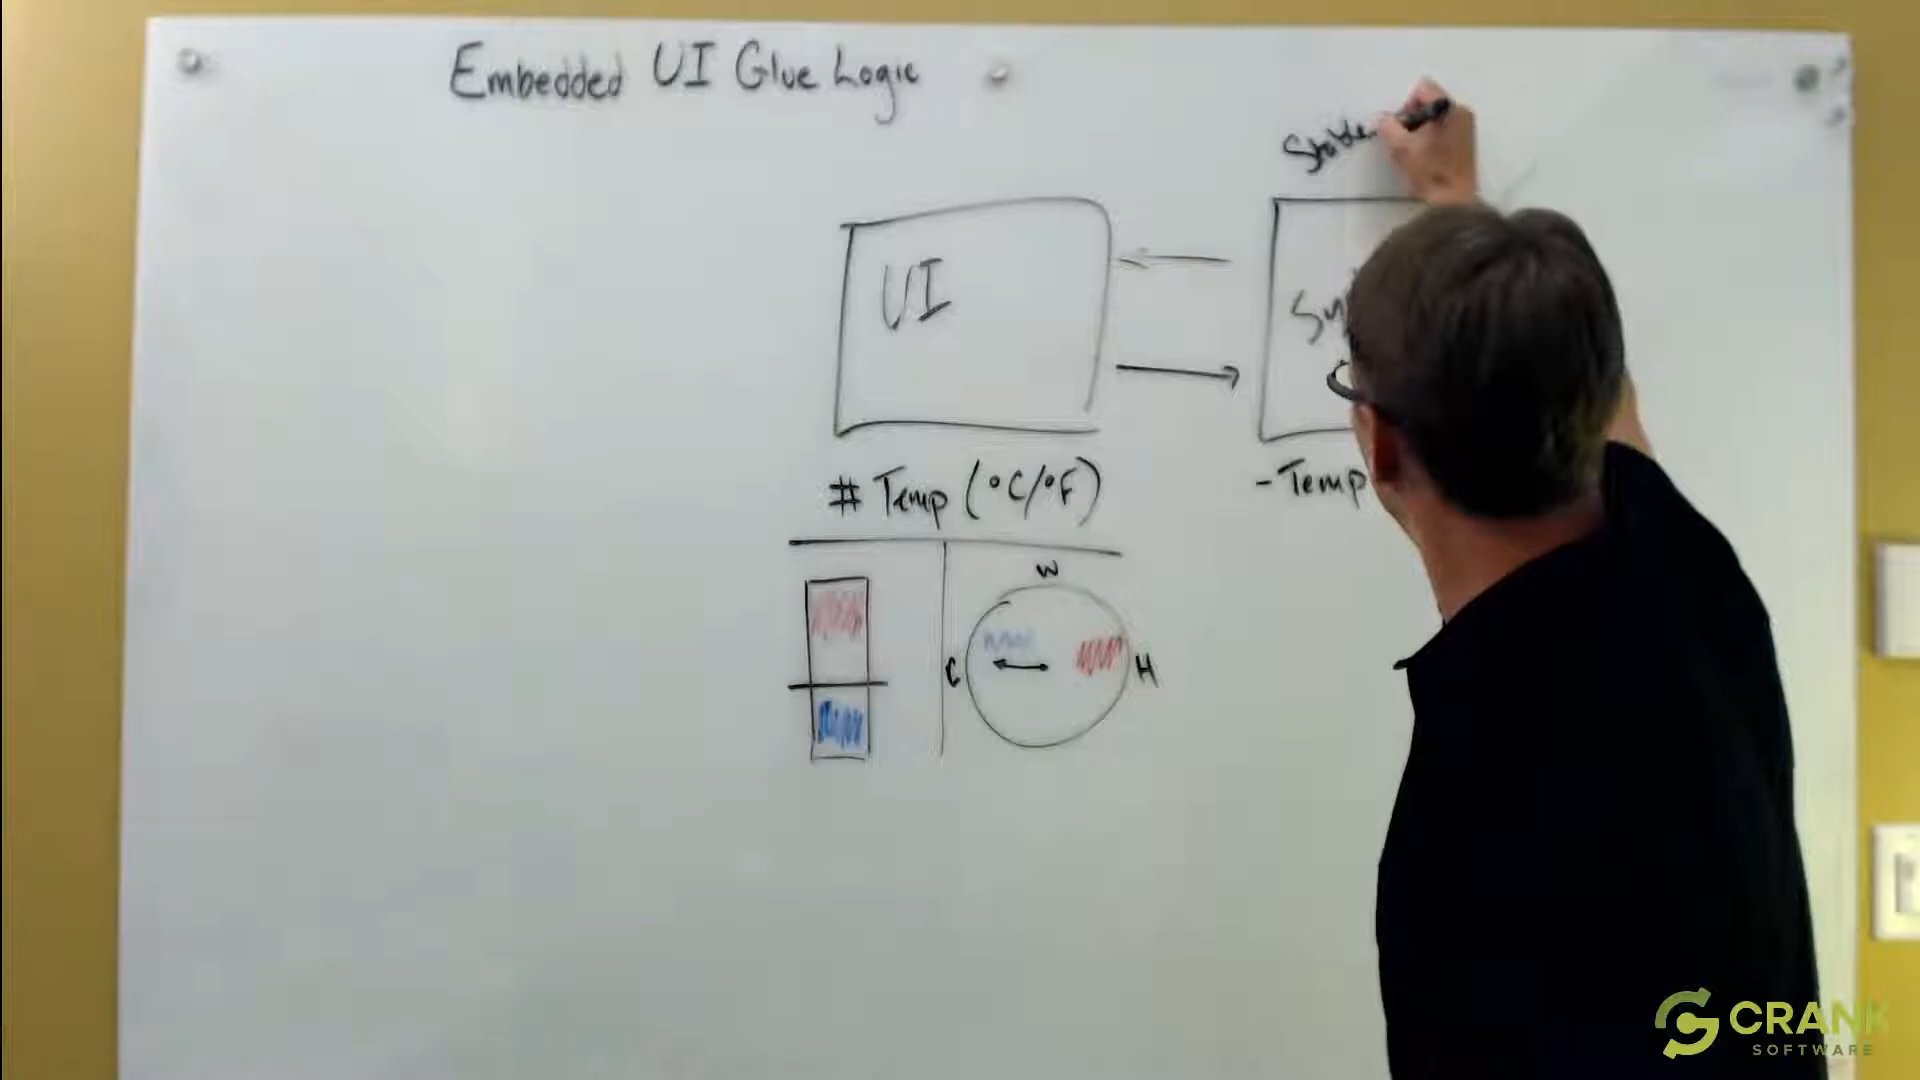 Embedded UI Glue Logic
UI
# Temp (°C/°F)
- Temp
W
C
H
CRANK
SOFTWARE